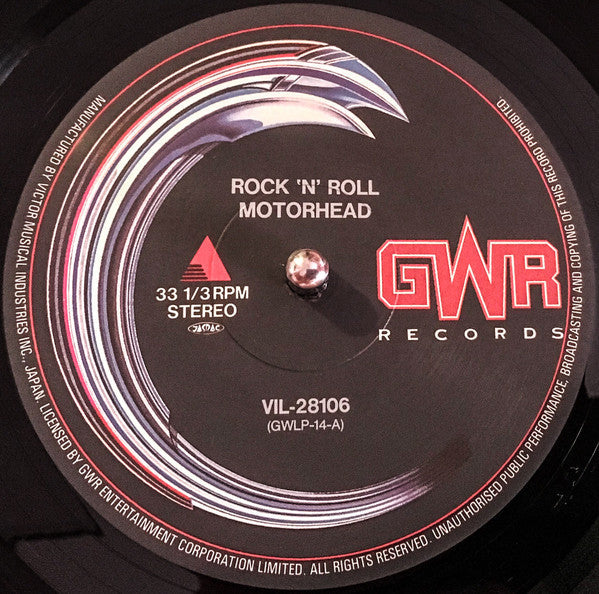 ROCK 'N' ROLL
MOTORHEAD
GWR
RECORDS
33 1/3 RPM
STEREO
JASRAC
VIL-28106
(GWLP-14-A)
MANUFACTURED BY VICTOR MUSICAL INDUSTRIES INC., JAPAN. LICENSED BY GWR ENTERTAINMENT CORPORATION LIMITED. ALL RIGHTS RESERVED. UNAUTHORISED PUBLIC PERFORMANCE, BROADCASTING AND COPYING OF THIS RECORD PROHIBITED.